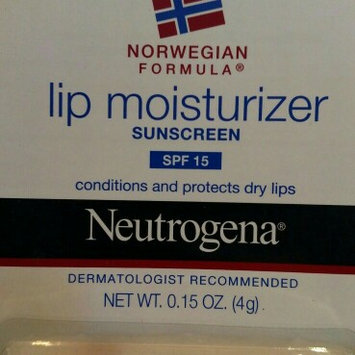 NORWEGIAN
FORMULA®
lip moisturizer
SUNSCREEN
SPF 15
conditions and protects dry lips
Neutrogena®
DERMATOLOGIST RECOMMENDED
NET WT. 0.15 OZ. (4g)